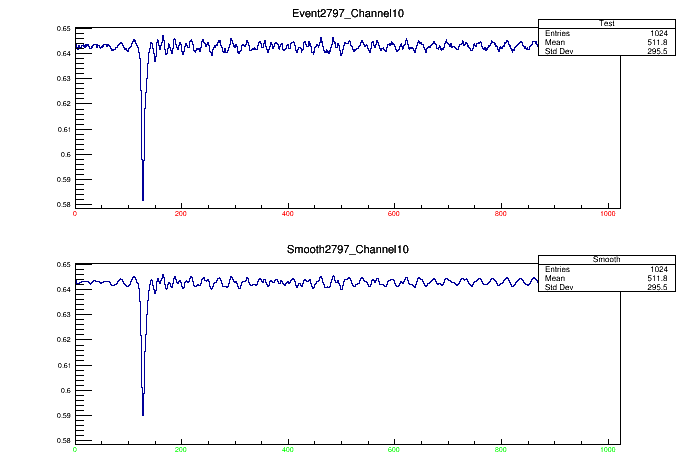 Event2797_Channel10
Test
Entries 1024
Mean 511.8
Std Dev 295.5
0.65
0.64
0.63
0.62
0.61
0.6
0.59
0.58
0 200 400 600 800 1000
Smooth2797_Channel10
Smooth
Entries 1024
Mean 511.8
Std Dev 295.5
0.65
0.64
0.63
0.62
0.61
0.6
0.59
0.58
0 200 400 600 800 1000